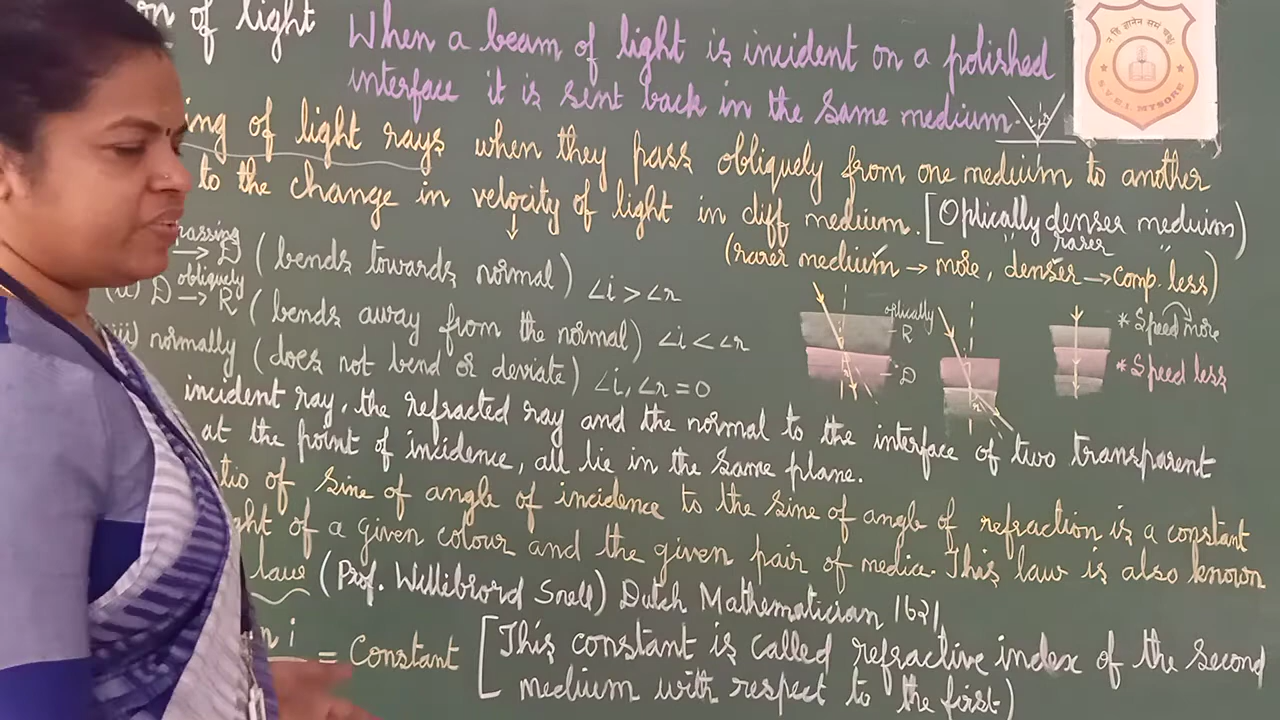 on of light
When a beam of light is incident on a polished
interface it is sent back in the same medium.
न हि ज्ञानेन समं
S.V.E.I. MYSORE
ing of light rays when they pass obliquely from one medium to another
to the change in velocity of light in diff medium. [Optically denser medium)
rarer "
(rarer medium → more, denser → comp. less)
passing
→ D (bends towards normal) ∠i > ∠r
obliquely
(ii) D → R (bends away from the normal) ∠i < ∠r
iii) normally (does not bend or deviate) ∠i, ∠r = 0
optically
R
D
r
* Speed more
* Speed less
incident ray, the refracted ray and the normal to the interface of two transparent
at the point of incidence, all lie in the same plane.
tio of sine of angle of incidence to the sine of angle of refraction is a constant
ght of a given colour and the given pair of media. This law is also known
law (Prof. Willebrord Snell) Dutch Mathematician 1621
n i
= Constant [This constant is called refractive index of the second
medium with respect to the first)